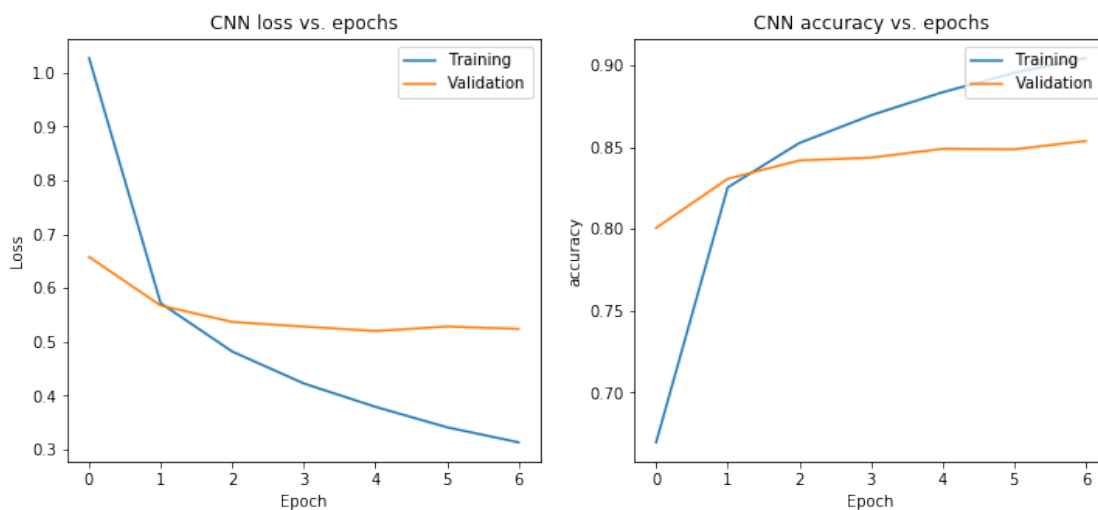 CNN loss vs. epochs
Training
Validation
1.0
0.9
0.8
0.7
0.6
0.5
0.4
0.3
Loss
0 1 2 3 4 5 6
Epoch
CNN accuracy vs. epochs
Training
Validation
0.90
0.85
0.80
0.75
0.70
accuracy
0 1 2 3 4 5 6
Epoch